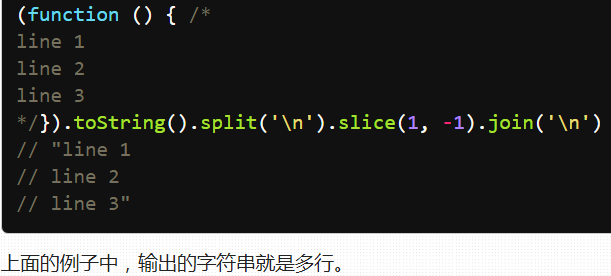 (function () { /*
line 1
line 2
line 3
*/}).toString().split('\n').slice(1, -1).join('\n')
// "line 1
// line 2
// line 3"
上面的例子中，输出的字符串就是多行。